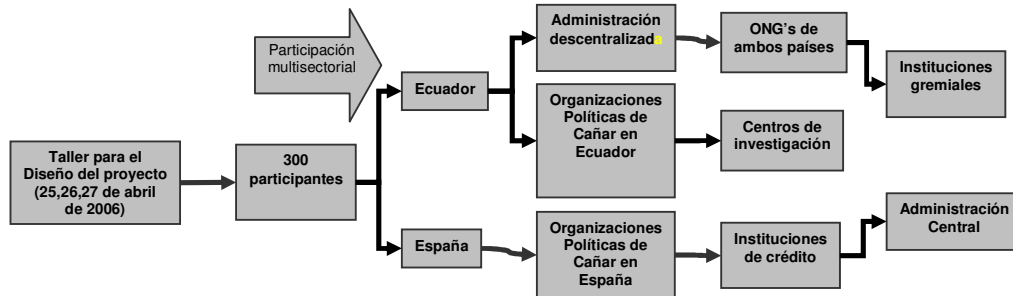 Participación
multisectorial
Ecuador
Administración
descentralizada
ONG's de
ambos países
Instituciones
gremiales
Organizaciones
Políticas de
Cañar en
Ecuador
Centros de
investigación
Taller para el
Diseño del proyecto
(25,26,27 de abril
de 2006)
300
participantes
España
Organizaciones
Políticas de
Cañar en
España
Instituciones
de crédito
Administración
Central